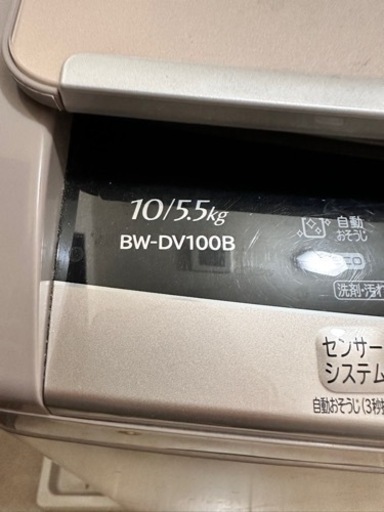 10/5.5kg
BW-DV100B
自動
おそうじ
洗剤・汚れ
センサー
システム
自動おそうじ(3秒